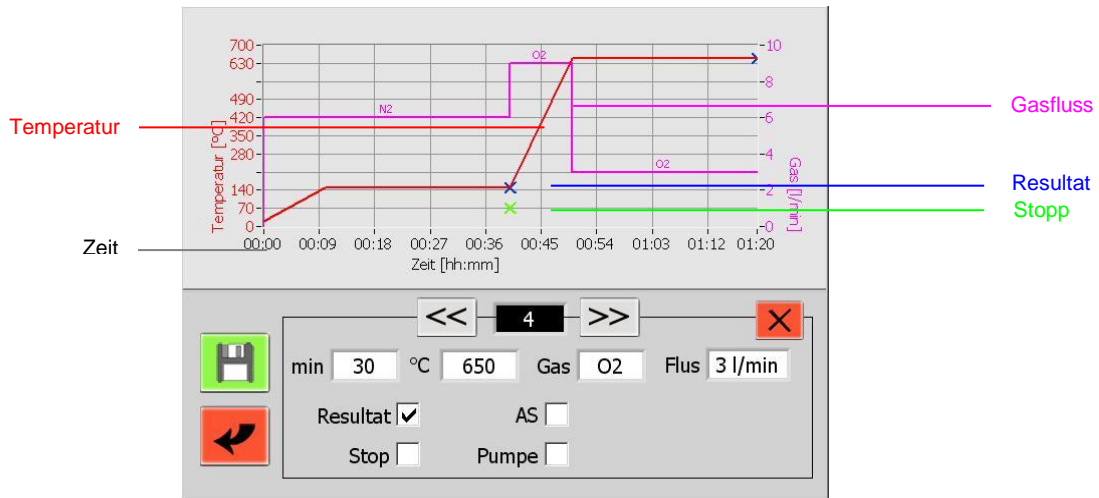 700
630
490
420
350
280
140
70
0
Temperatur [°C]
10
8
6
4
2
0
Gas [l/min]
N2
O2
O2
Temperatur
Gasfluss
Resultat
Stopp
Zeit
00:00 00:09 00:18 00:27 00:36 00:45 00:54 01:03 01:12 01:20
Zeit [hh:mm]
<< 4 >> X
min 30 °C 650 Gas O2 Flus 3 l/min
Resultat AS
Stop Pumpe